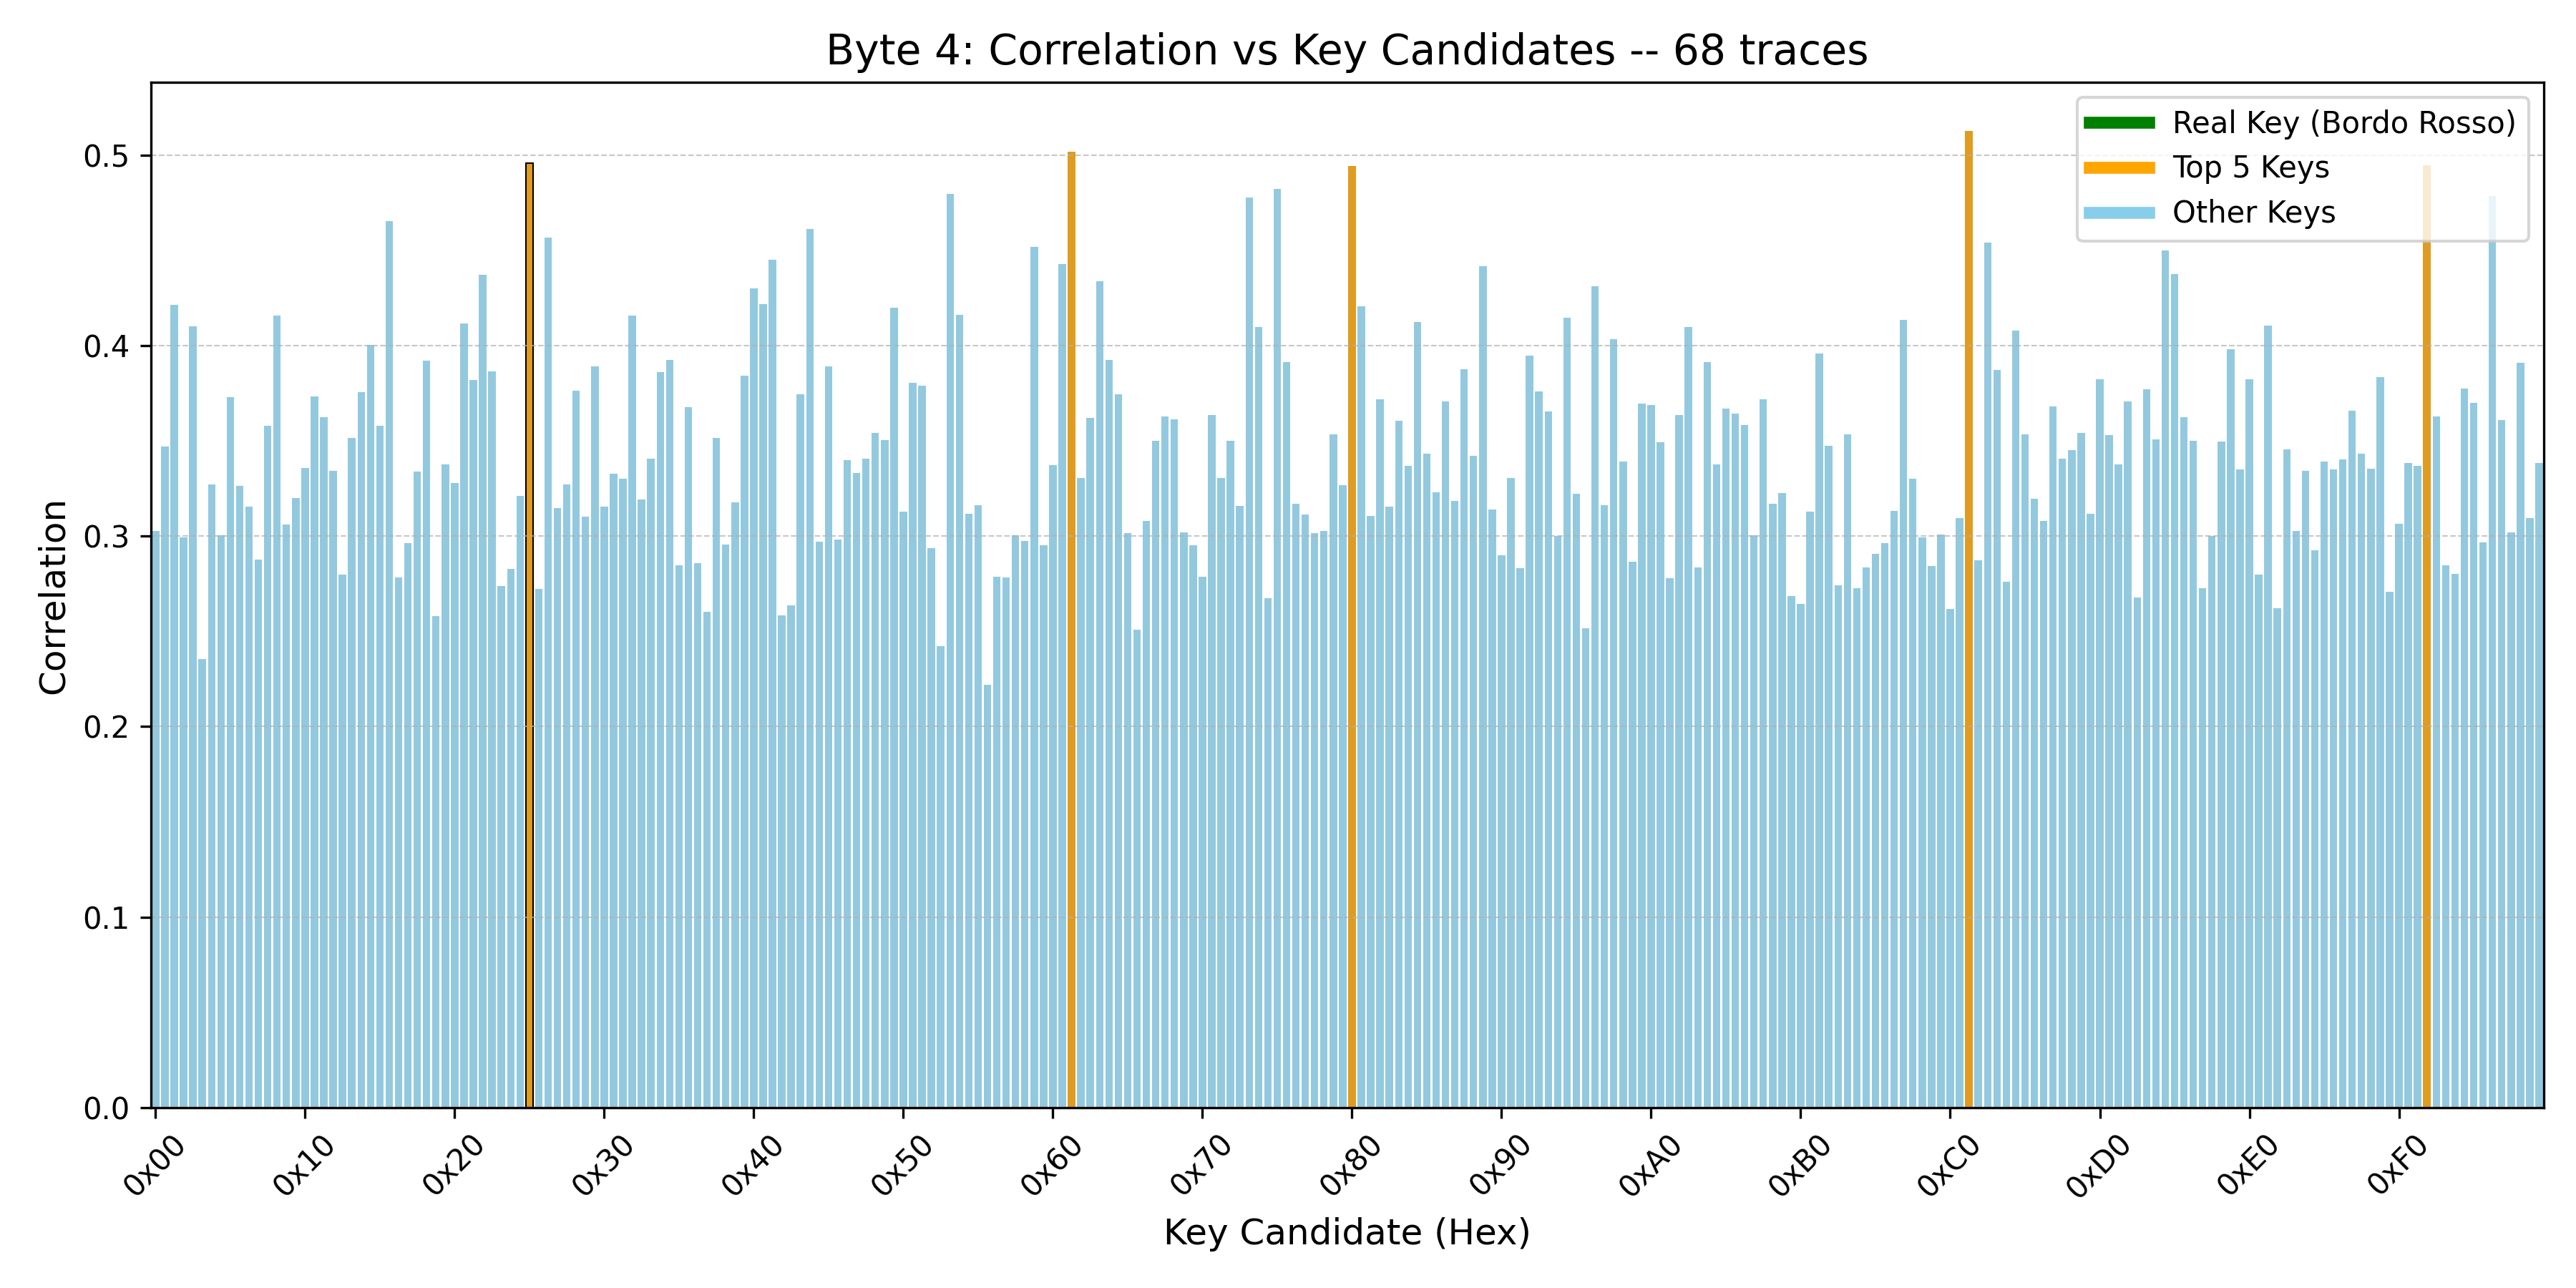 Byte 4: Correlation vs Key Candidates -- 68 traces
Real Key (Bordo Rosso)
Top 5 Keys
Other Keys
Correlation
0.5
0.4
0.3
0.2
0.1
0.0
0x00
0x10
0x20
0x30
0x40
0x50
0x60
0x70
0x80
0x90
0xA0
0xB0
0xC0
0xD0
0xE0
0xF0
Key Candidate (Hex)